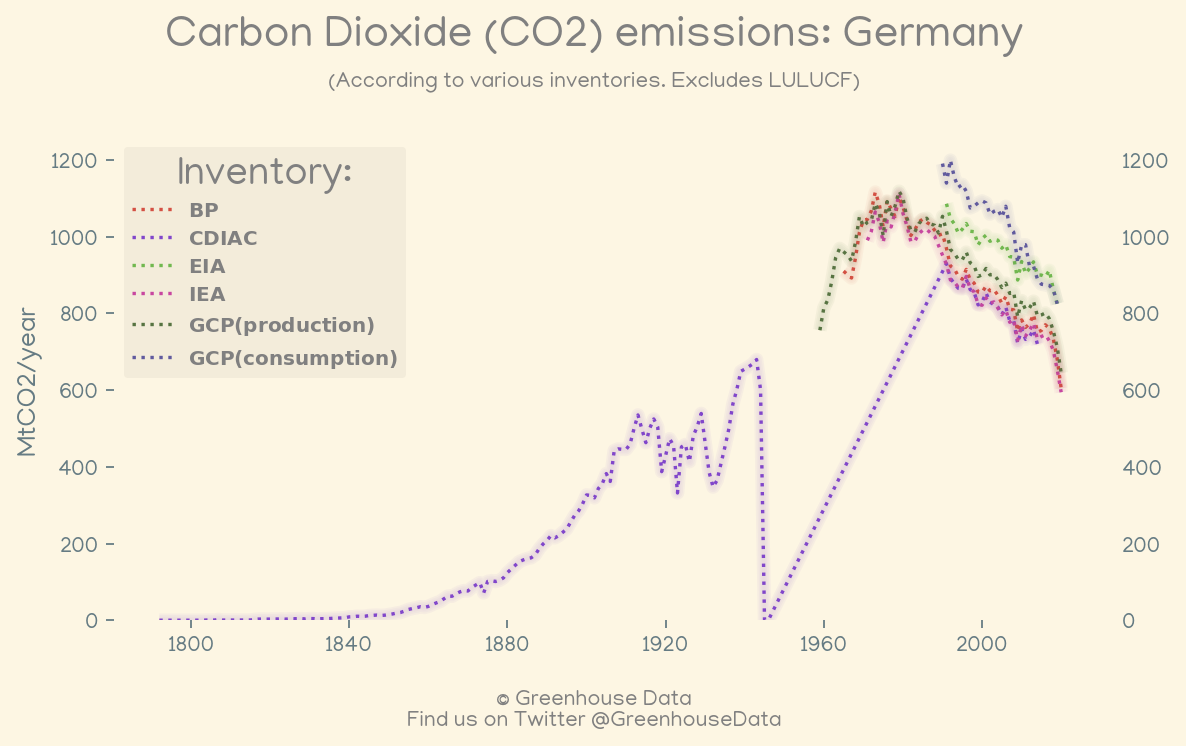 Carbon Dioxide (CO2) emissions: Germany
(According to various inventories. Excludes LULUCF)
Inventory:
BP
CDIAC
EIA
IEA
GCP(production)
GCP(consumption)
MtCO2/year
1200
1000
800
600
400
200
0
1200
1000
800
600
400
200
0
1800 1840 1880 1920 1960 2000
© Greenhouse Data
Find us on Twitter @GreenhouseData